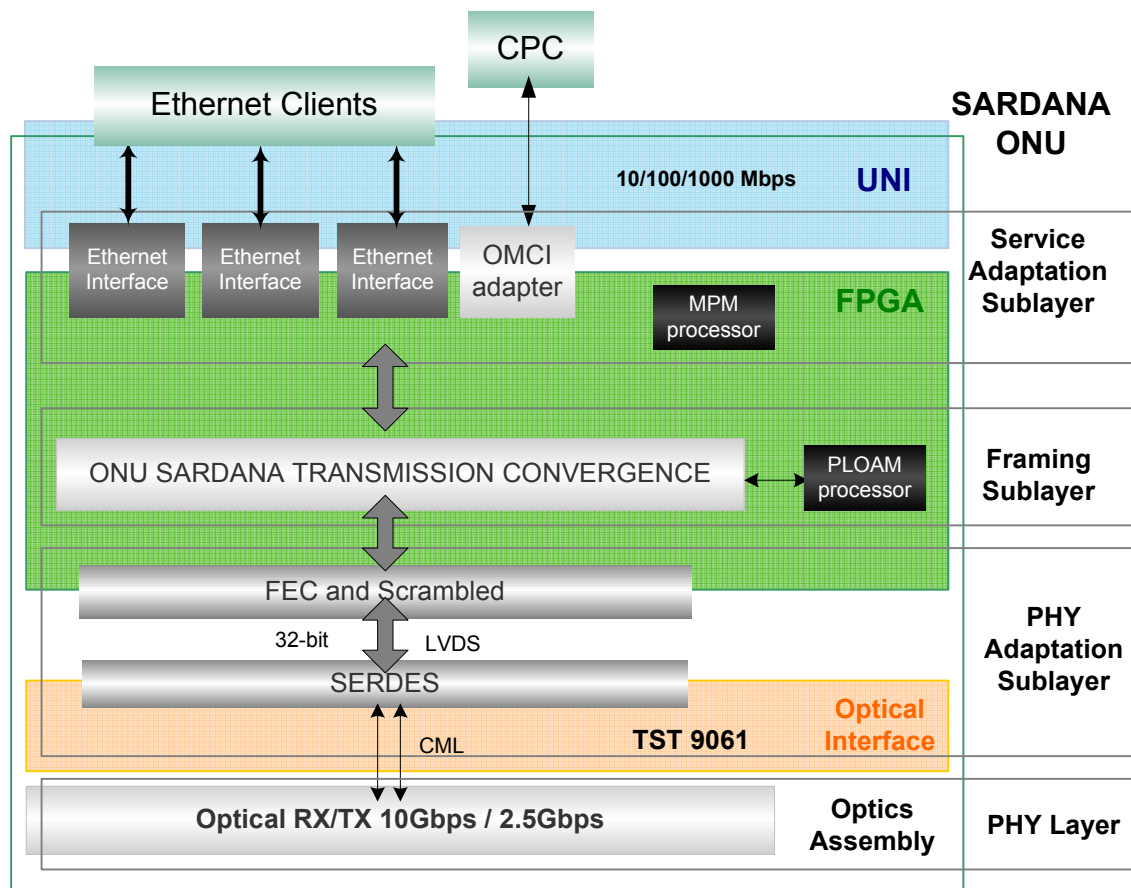 CPC
Ethernet Clients
SARDANA
ONU
10/100/1000 Mbps
UNI
Ethernet
Interface
Ethernet
Interface
Ethernet
Interface
OMCI
adapter
Service
Adaptation
Sublayer
MPM
processor
FPGA
ONU SARDANA TRANSMISSION CONVERGENCE
PLOAM
processor
Framing
Sublayer
FEC and Scrambled
32-bit
LVDS
SERDES
PHY
Adaptation
Sublayer
Optical
Interface
TST 9061
CML
Optical RX/TX 10Gbps / 2.5Gbps
Optics
Assembly
PHY Layer